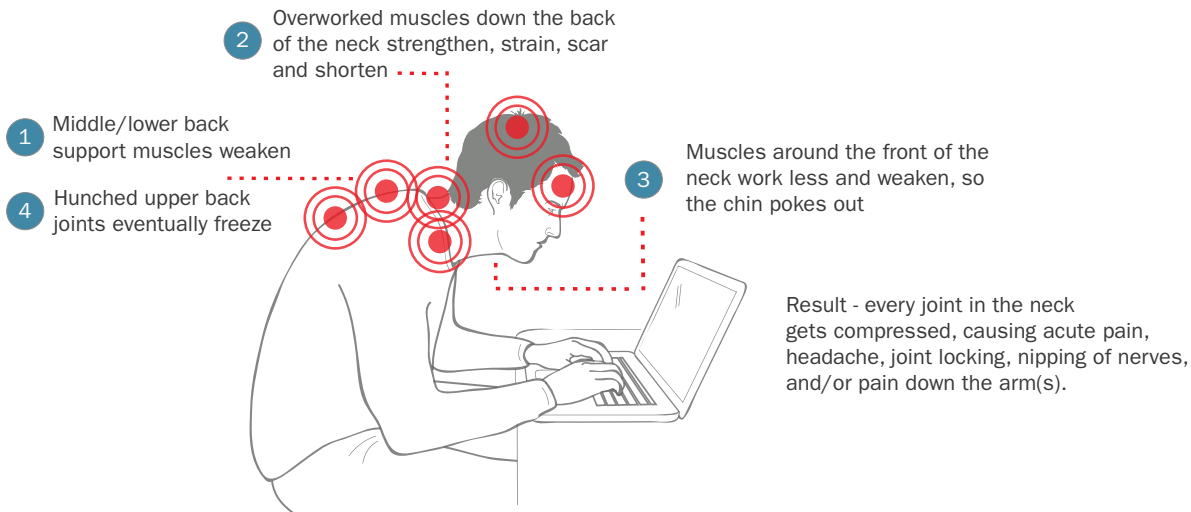 1
Middle/lower back
support muscles weaken
2
Overworked muscles down the back
of the neck strengthen, strain, scar
and shorten
3
Muscles around the front of the
neck work less and weaken, so
the chin pokes out
4
Hunched upper back
joints eventually freeze
Result - every joint in the neck
gets compressed, causing acute pain,
headache, joint locking, nipping of nerves,
and/or pain down the arm(s).